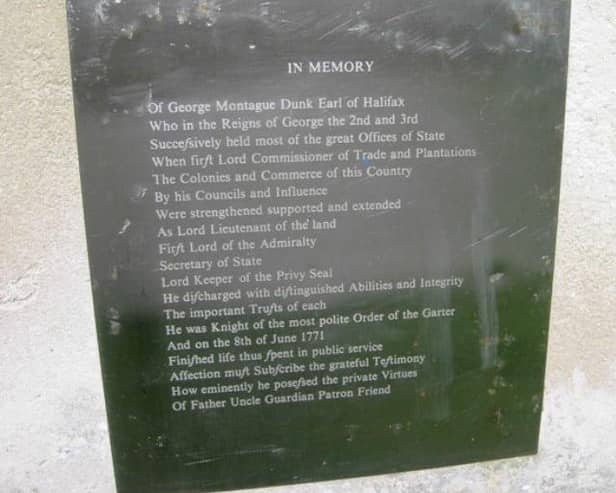 IN MEMORY
Of George Montague Dunk Earl of Halifax
Who in the Reigns of George the 2nd and 3rd
Succeſsively held most of the great Offices of State
When firſt Lord Commissioner of Trade and Plantations
The Colonies and Commerce of this Country
By his Councils and Influence
Were strengthened supported and extended
As Lord Lieutenant of the land
Firſt Lord of the Admiralty
Secretary of State
Lord Keeper of the Privy Seal
He diſcharged with diſtinguished Abilities and Integrity
The important Truſts of each
He was Knight of the most polite Order of the Garter
And on the 8th of June 1771
Finiſhed life thus ſpent in public service
Affection muſt Subſcribe the grateful Teſtimony
How eminently he poseſsed the private Virtues
Of Father Uncle Guardian Patron Friend